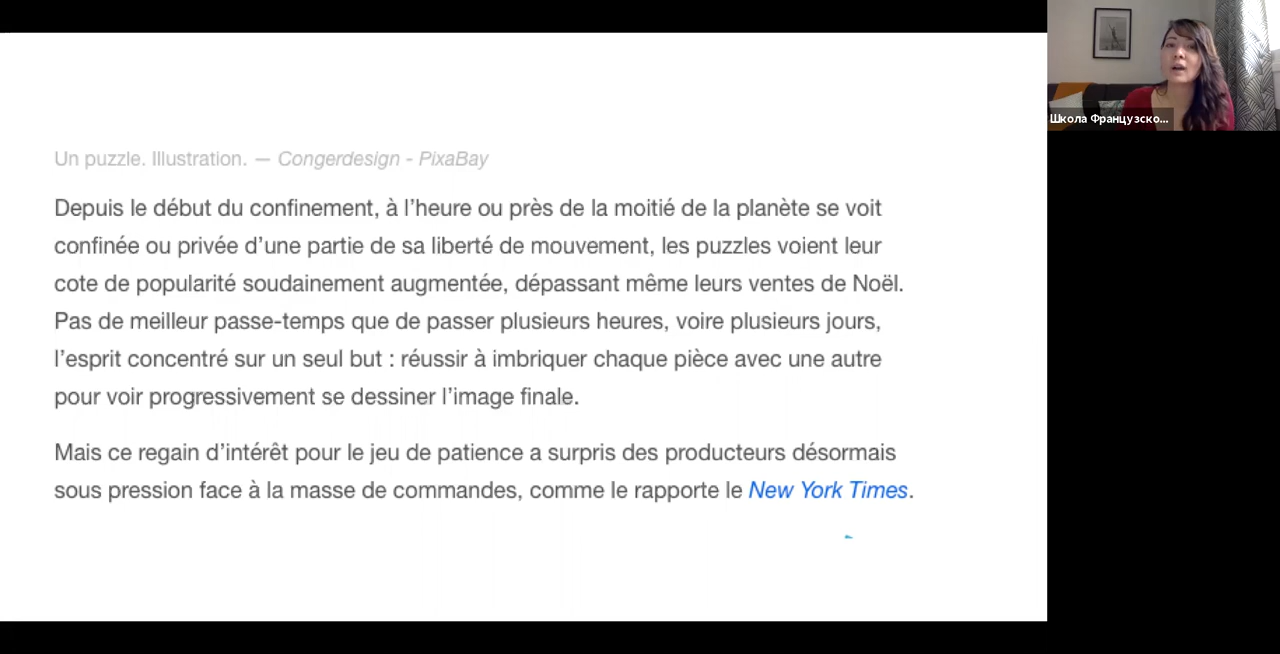 Un puzzle. Illustration. — Congerdesign - PixaBay
Depuis le début du confinement, à l’heure ou près de la moitié de la planète se voit
confinée ou privée d’une partie de sa liberté de mouvement, les puzzles voient leur
cote de popularité soudainement augmentée, dépassant même leurs ventes de Noël.
Pas de meilleur passe-temps que de passer plusieurs heures, voire plusieurs jours,
l’esprit concentré sur un seul but : réussir à imbriquer chaque pièce avec une autre
pour voir progressivement se dessiner l’image finale.
Mais ce regain d’intérêt pour le jeu de patience a surpris des producteurs désormais
sous pression face à la masse de commandes, comme le rapporte le New York Times.
Школа Французско...